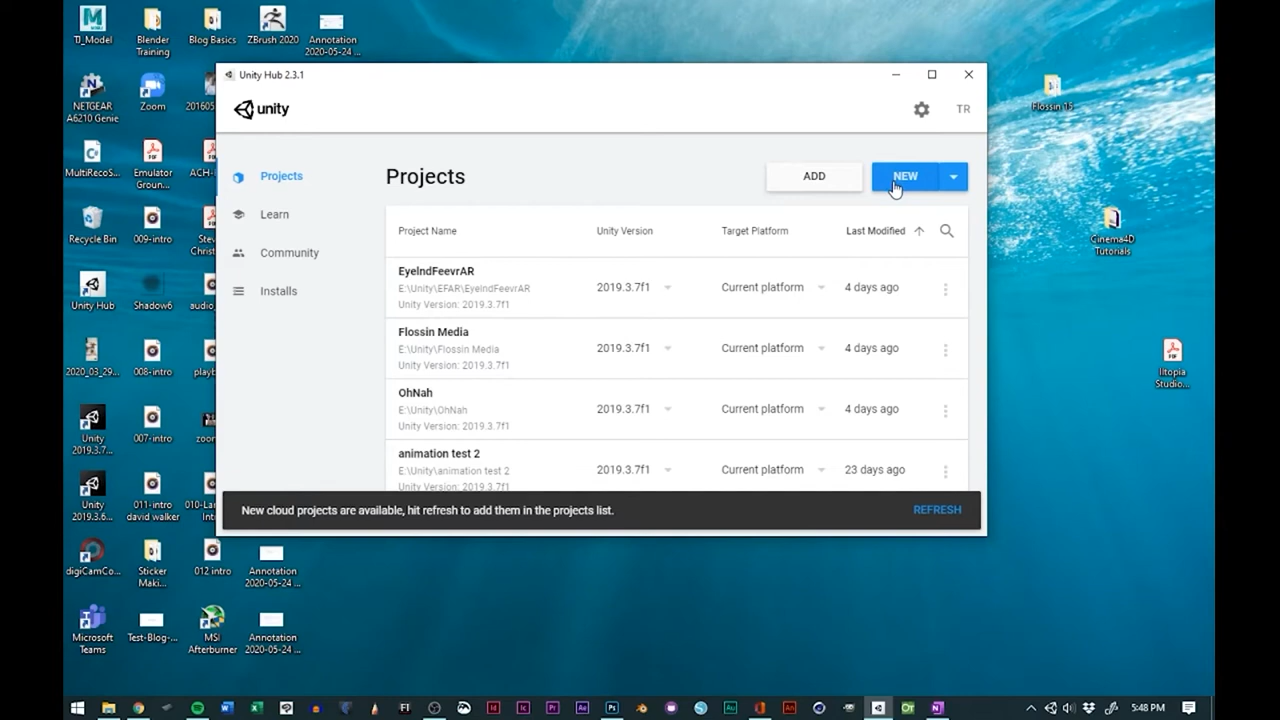 TJ_Model
Blender
Training
Blog Basics
ZBrush 2020
Annotation
2020-05-24 ...
NETGEAR
A6210 Genie
Zoom
MultiRecoS...
Emulator
Groun...
ACH-
Recycle Bin
009-intro
Unity Hub
Shadow6
audio_
2020_03_29...
008-intro
Unity
2019.3.7...
007-intro
Unity
2019.3.6...
011-intro
david walker
digiCamCo...
Sticker
Maki...
012 intro
Annotation
2020-05-24 ...
Microsoft
Teams
Test-Blog-...
MSI
Afterburner
Annotation
2020-05-24 ...
Flossin 15
Cinema4D
Tutorials
Studio...
Unity Hub 2.3.1
unity
TR
Projects
Learn
Community
Installs
Projects
ADD
NEW
Project Name
Unity Version
Target Platform
Last Modified
EyeIndFeevrAR
E:\Unity\EFAR\EyeIndFeevrAR
Unity Version: 2019.3.7f1
2019.3.7f1
Current platform
4 days ago
Flossin Media
E:\Unity\Flossin Media
Unity Version: 2019.3.7f1
2019.3.7f1
Current platform
4 days ago
OhNah
E:\Unity\OhNah
Unity Version: 2019.3.7f1
2019.3.7f1
Current platform
4 days ago
animation test 2
E:\Unity\animation test 2
Unity Version: 2019.3.7f1
2019.3.7f1
Current platform
23 days ago
New cloud projects are available, hit refresh to add them in the projects list.
REFRESH
5:48 PM